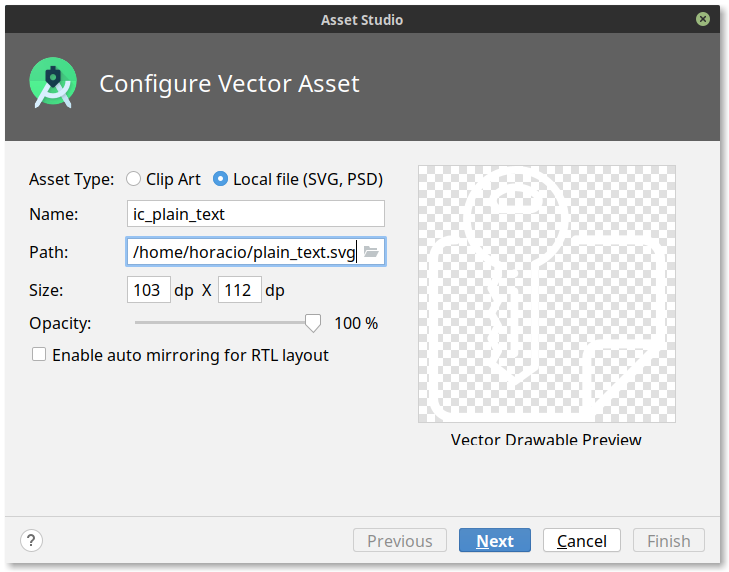 Asset Studio
Configure Vector Asset
Asset Type: Clip Art Local file (SVG, PSD)
Name: ic_plain_text
Path: /home/horacio/plain_text.svg
Size: 103 dp X 112 dp
Opacity: 100 %
Enable auto mirroring for RTL layout
Vector Drawable Preview
? Previous Next Cancel Finish